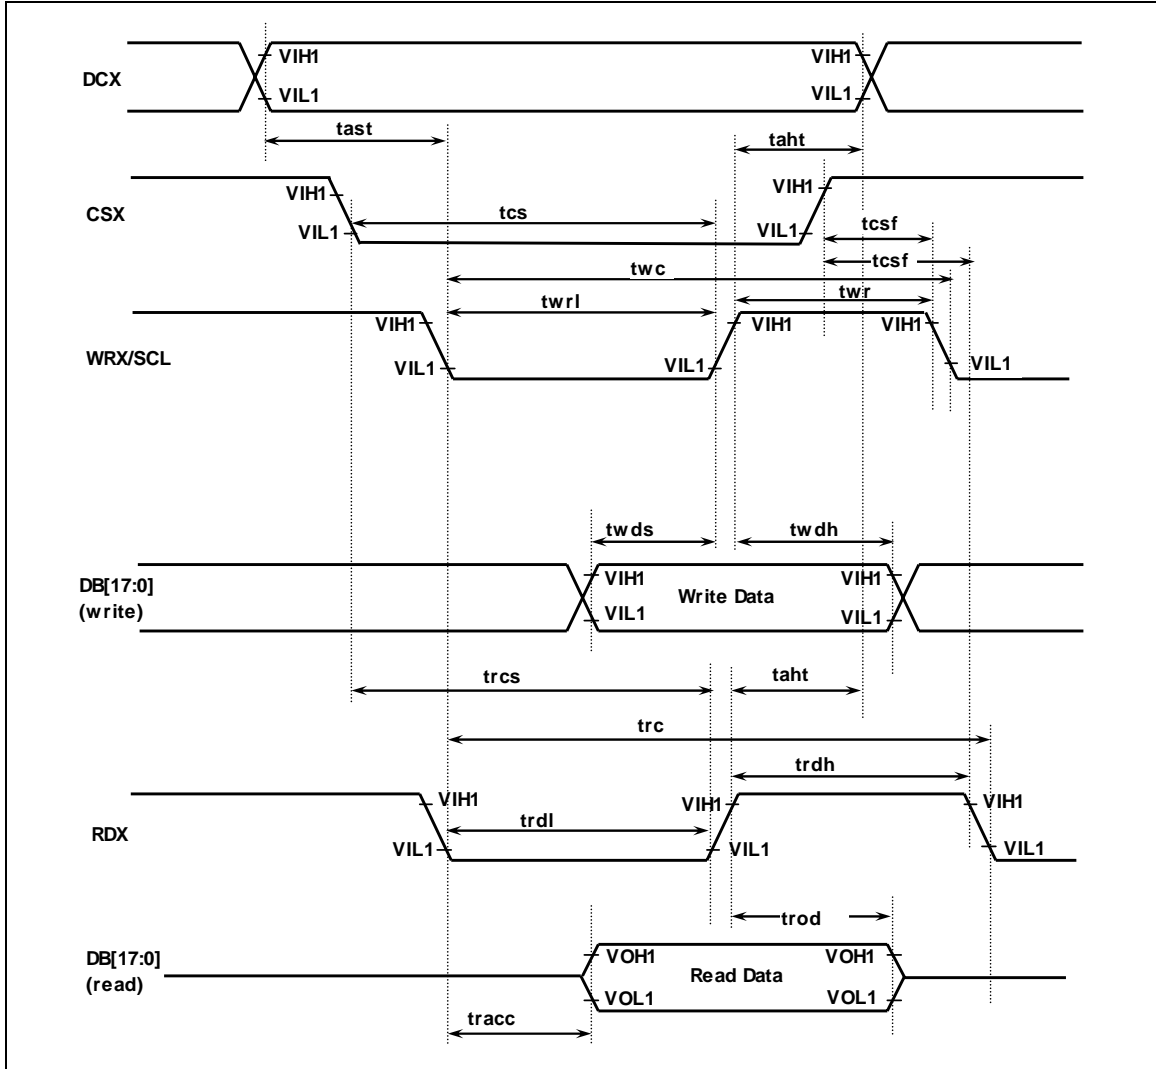 VIH1
VIH1
DCX
VIL1
VIL1
tast
taht
VIH1
VIH1
CSX
tcs
VIL1
VIL1
tcsf
tcsf
twc
twrl
twr
VIH1
VIH1
VIH1
WRX/SCL
VIL1
VIL1
VIL1
twds
twdh
DB[17:0]
(write)
VIH1
Write Data
VIH1
VIL1
VIL1
trcs
taht
trc
trdh
VIH1
VIH1
VIH1
RDX
trdl
VIL1
VIL1
VIL1
trod
DB[17:0]
(read)
VOH1
Read Data
VOH1
VOL1
VOL1
tracc